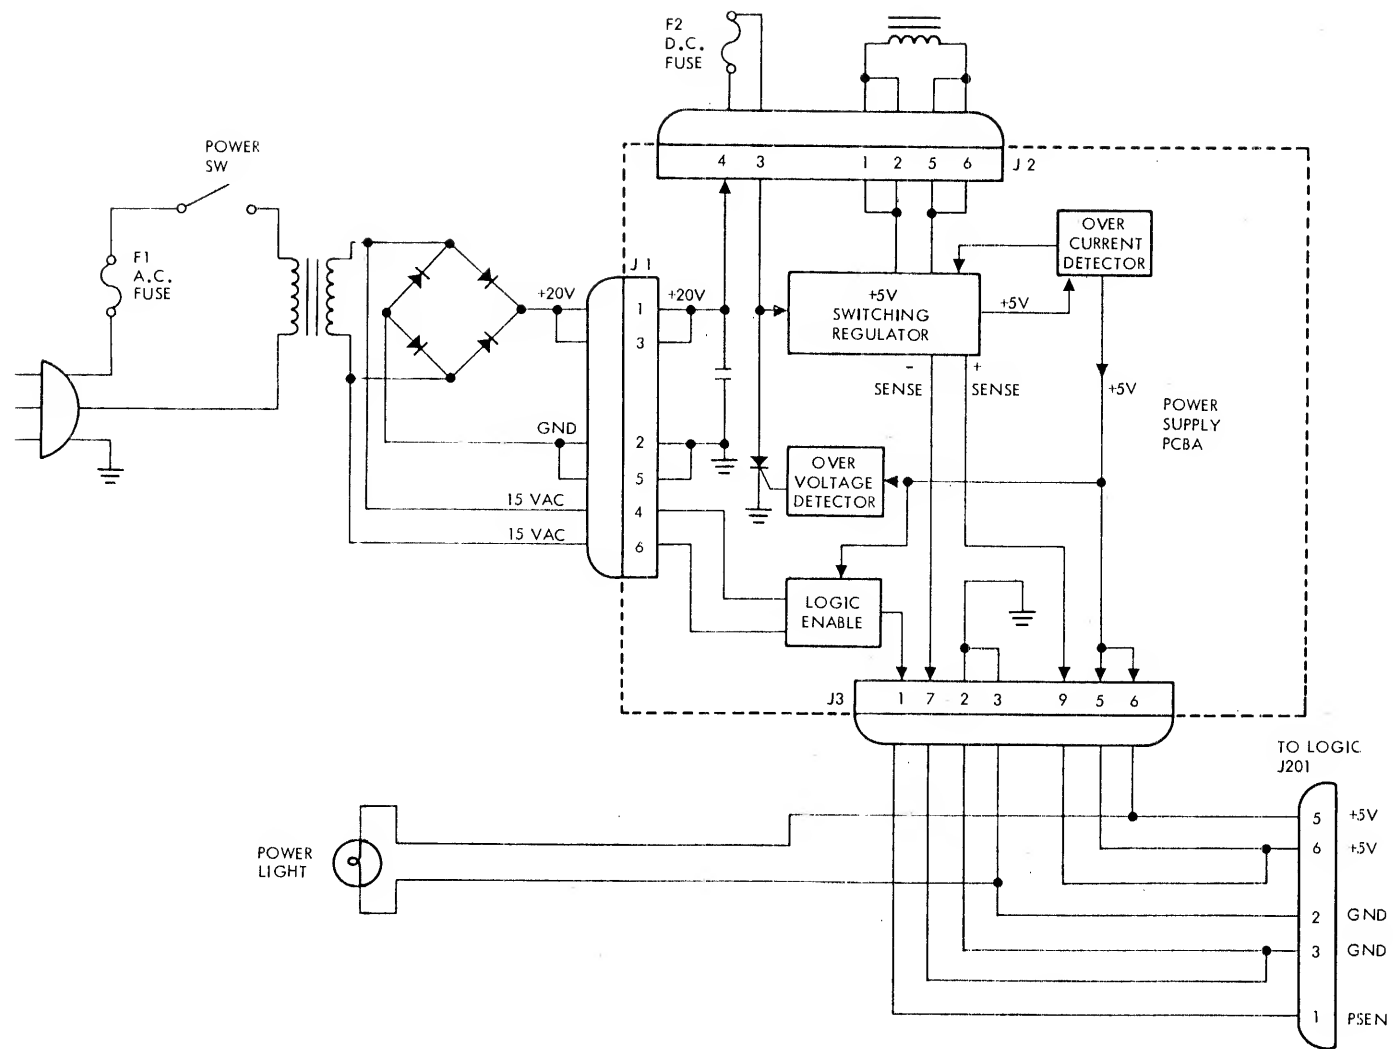 F2
D.C.
FUSE
POWER
SW
F1
A.C.
FUSE
4 3 1 2 5 6
J2
OVER
CURRENT
DETECTOR
J1
+20V
+20V
1
3
2
5
4
6
GND
15 VAC
15 VAC
+5V
SWITCHING
REGULATOR
+5V
-
SENSE
+
SENSE
+5V
POWER
SUPPLY
PCBA
OVER
VOLTAGE
DETECTOR
LOGIC
ENABLE
J3
1 7 2 3 9 5 6
TO LOGIC
J201
5 +5V
6 +5V
2 GND
3 GND
1 PSEN
POWER
LIGHT